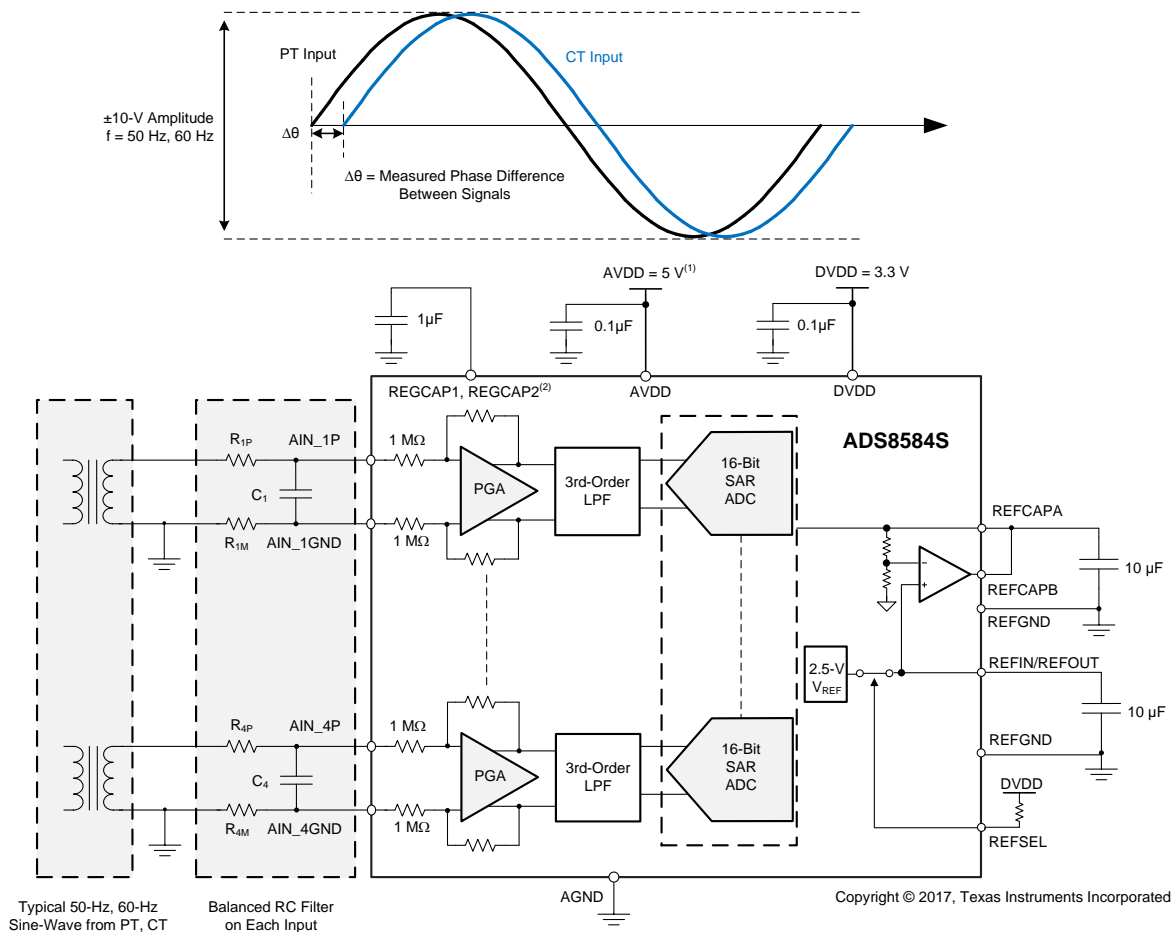 PT Input
CT Input
±10-V Amplitude
f = 50 Hz, 60 Hz
Δθ
Δθ = Measured Phase Difference
Between Signals
AVDD = 5 V(1)
DVDD = 3.3 V
1µF
0.1µF
0.1µF
REGCAP1, REGCAP2(2)
AVDD
DVDD
ADS8584S
R1P
AIN_1P
1 MΩ
C1
PGA
3rd-Order
LPF
16-Bit
SAR
ADC
R1M
AIN_1GND
1 MΩ
REFCAPA
10 µF
REFCAPB
REFGND
2.5-V
VREF
REFIN/REFOUT
10 µF
REFGND
R4P
AIN_4P
1 MΩ
C4
PGA
3rd-Order
LPF
16-Bit
SAR
ADC
R4M
AIN_4GND
1 MΩ
DVDD
REFSEL
AGND
Copyright © 2017, Texas Instruments Incorporated
Typical 50-Hz, 60-Hz
Sine-Wave from PT, CT
Balanced RC Filter
on Each Input